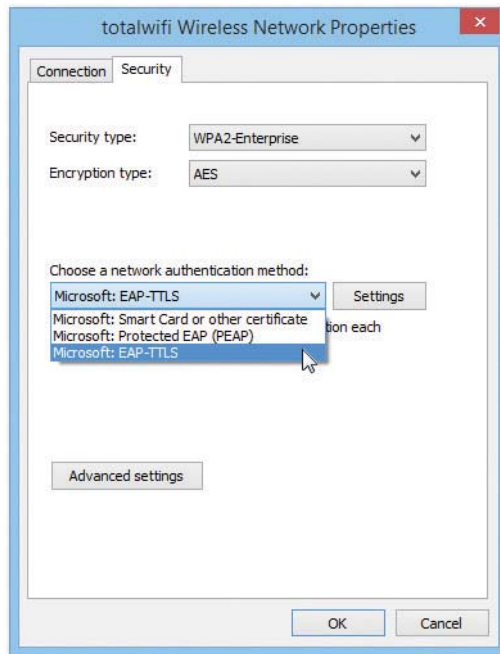 totalwifi Wireless Network Properties
Connection Security
Security type: WPA2-Enterprise
Encryption type: AES
Choose a network authentication method:
Microsoft: EAP-TTLS Settings
Microsoft: Smart Card or other certificate
Microsoft: Protected EAP (PEAP) each
Microsoft: EAP-TTLS
Advanced settings
OK Cancel